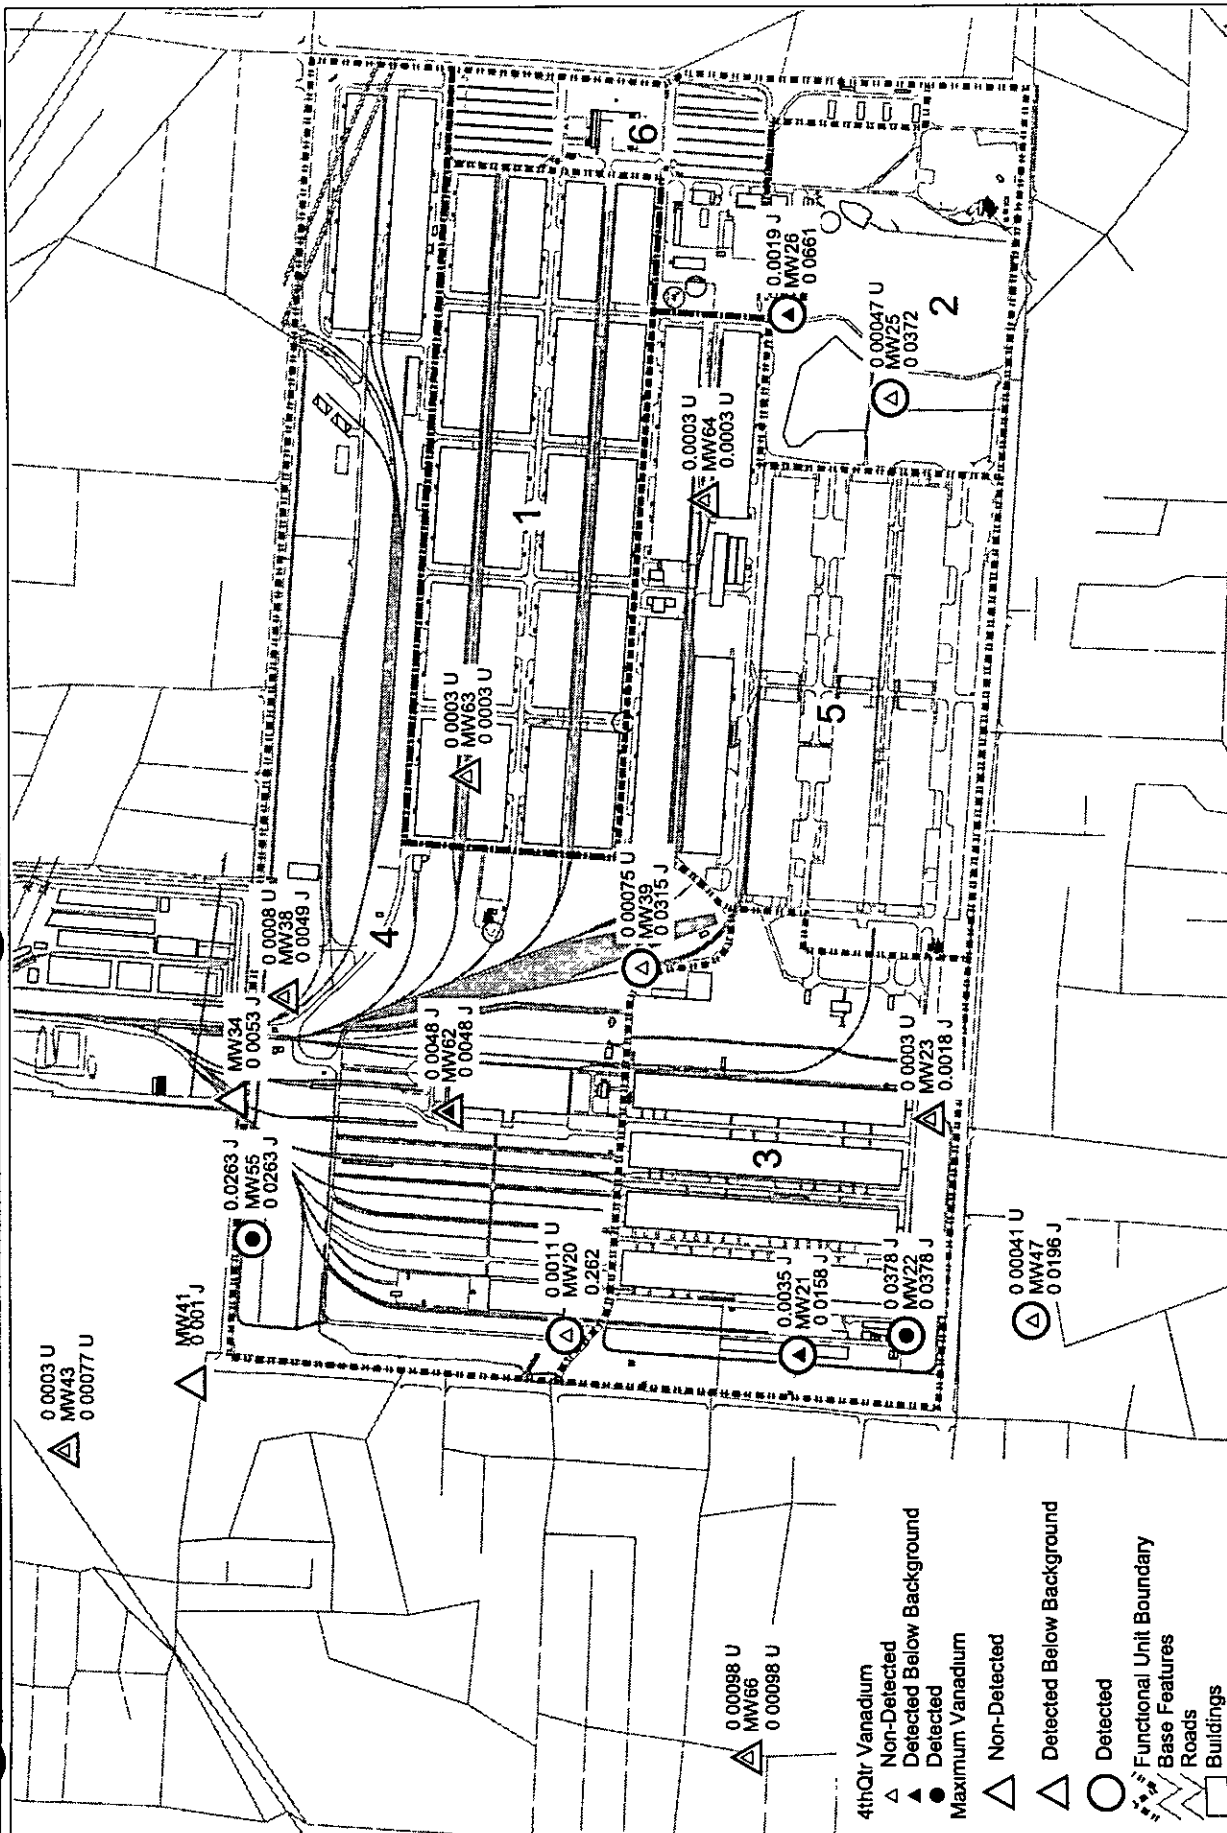 0 0003 U
MW43
0 00077 U
MW41
0 001 J
0.0263 J
MW55
0 0263 J
MW34
0 0053 J
0 0008 U
MW38
0 0049 J
4
0 0048 J
MW62
0 0048 J
0 0003 U
MW63
0 0003 U
1
6
0 0011 U
MW20
0.262
0 00075 U
MW39
0 0315 J
0.0003 U
MW64
0.0003 U
0.0019 J
MW26
0 0661
0 00047 U
MW25
0 0372
2
5
3
0.0035 J
MW21
0 0158 J
0 0378 J
MW22
0 0378 J
0 0003 U
MW23
0.0018 J
0 00041 U
MW47
0 0196 J
0 00098 U
MW66
0 00098 U
4thQtr Vanadium
Non-Detected
Detected Below Background
Detected
Maximum Vanadium
Non-Detected
Detected Below Background
Detected
Functional Unit Boundary
Base Features
Roads
Buildings